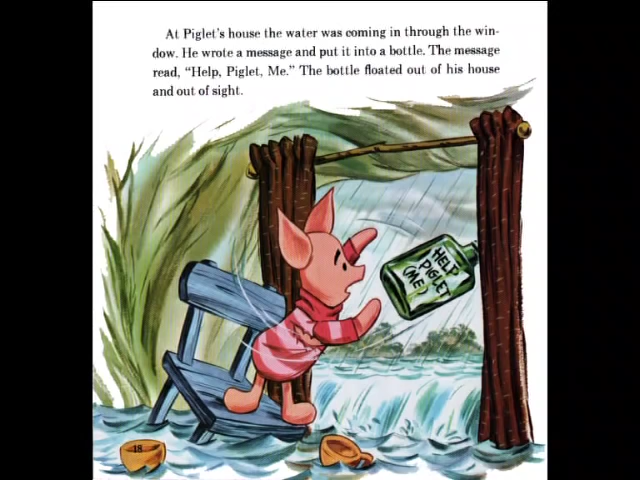 At Piglet's house the water was coming in through the win-
dow. He wrote a message and put it into a bottle. The message
read, “Help, Piglet, Me.” The bottle floated out of his house
and out of sight.
HELP
PIGLET
(ME)
18